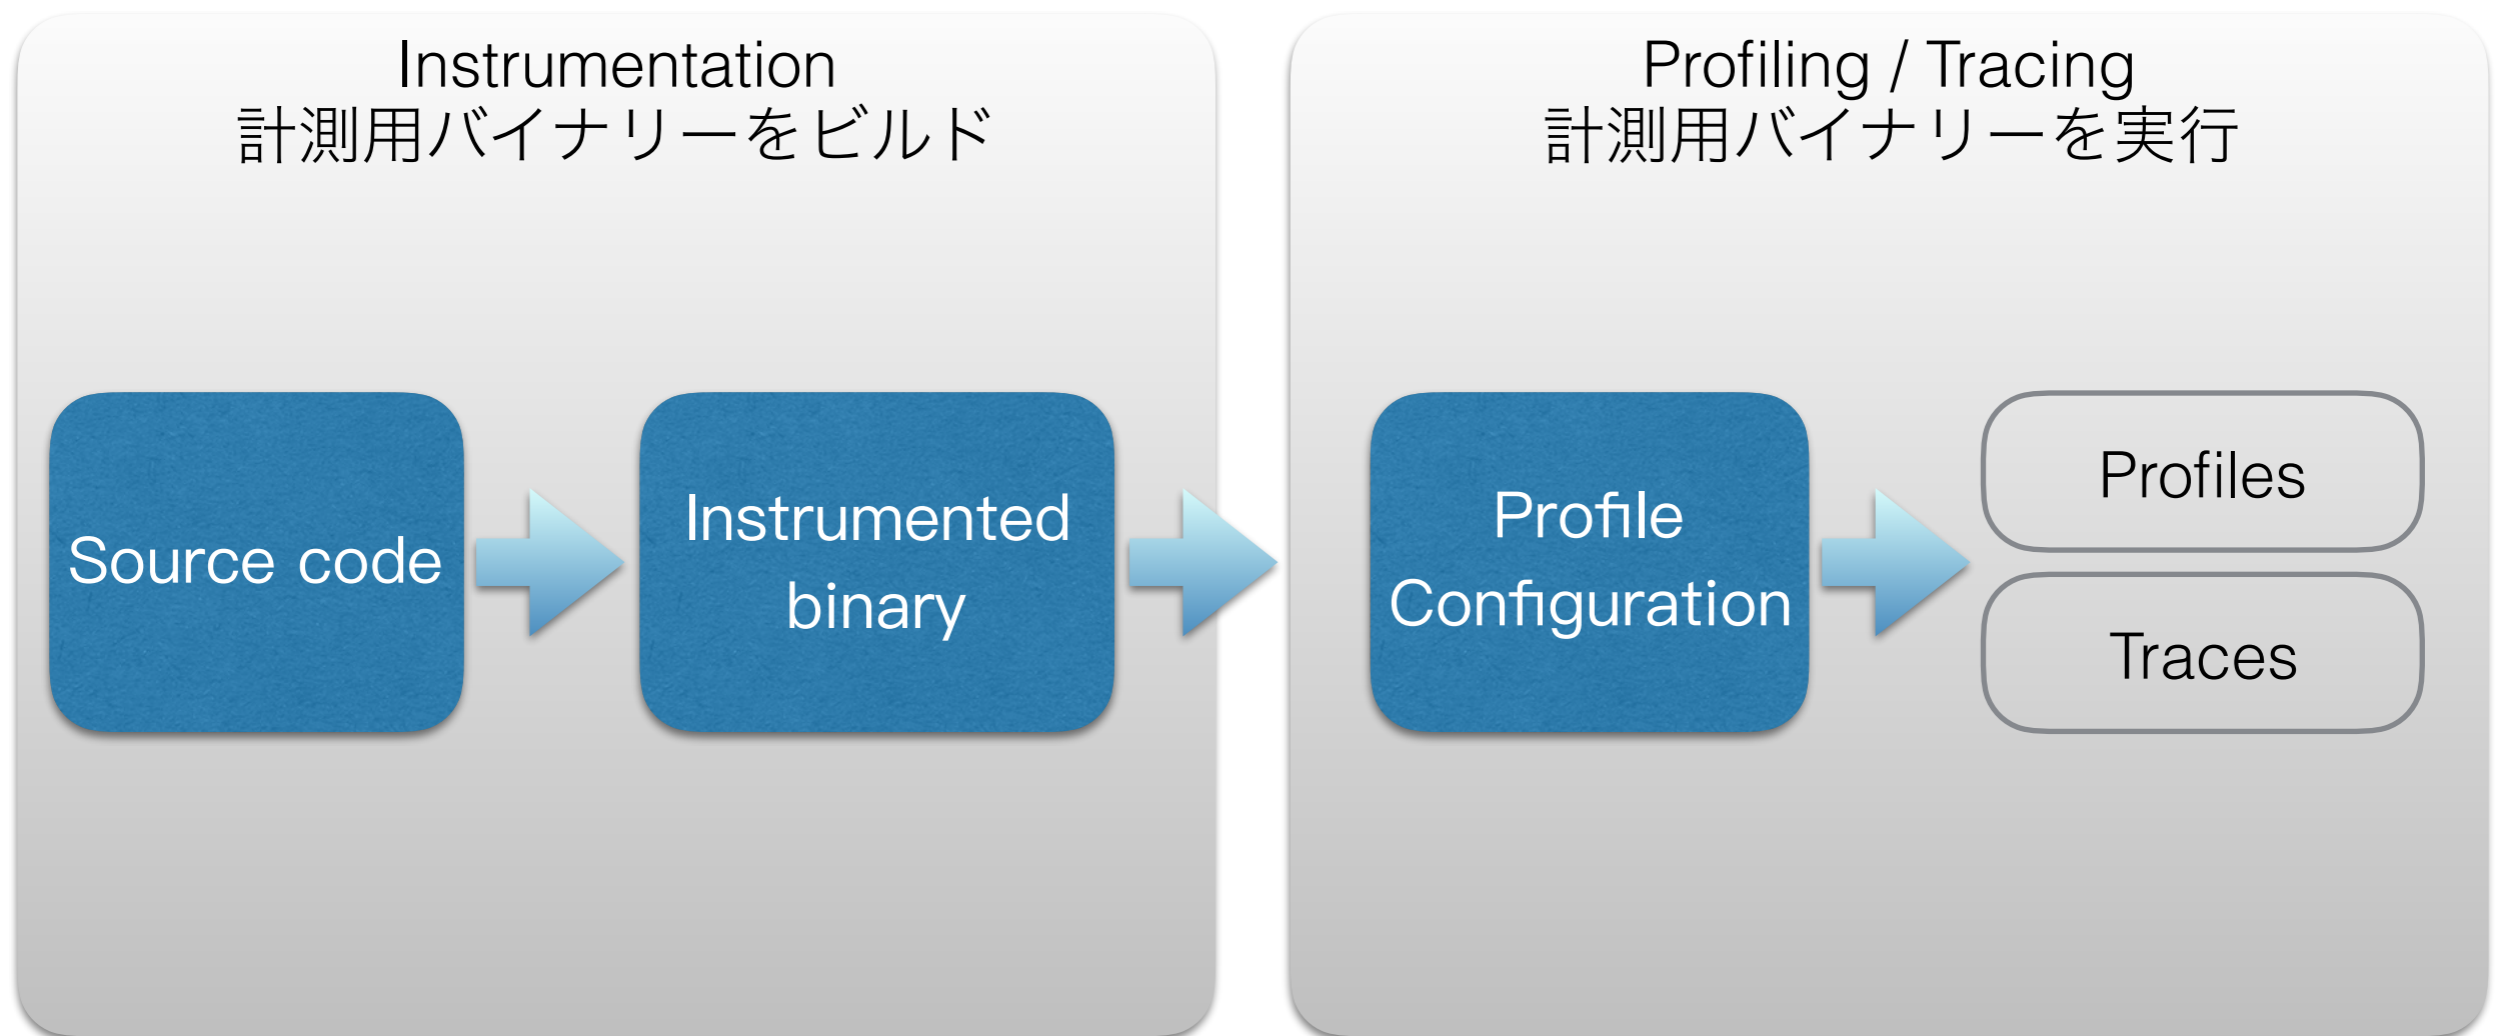 Instrumentation
計測用バイナリーをビルド
Source code
Instrumented
binary
Profiling / Tracing
計測用バイナリーを実行
Profile
Configuration
Profiles
Traces